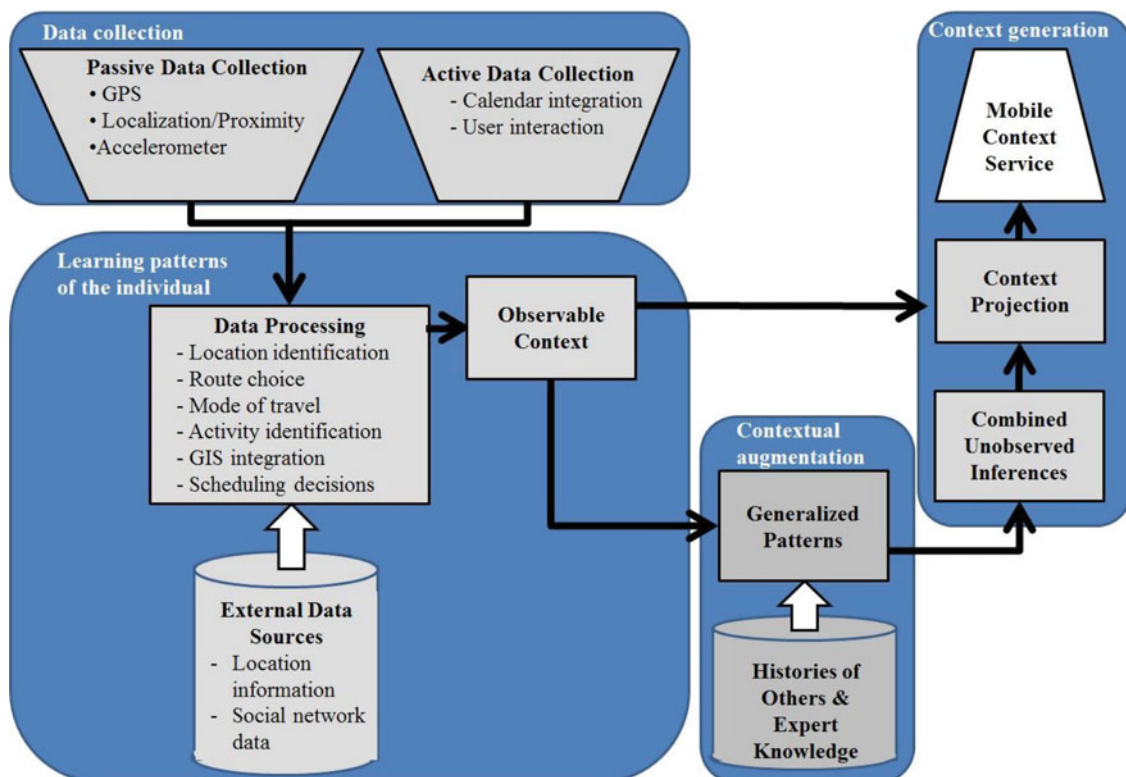 Data collection
Passive Data Collection
• GPS
• Localization/Proximity
•Accelerometer
Active Data Collection
- Calendar integration
- User interaction
Learning patterns
of the individual
Data Processing
- Location identification
- Route choice
- Mode of travel
- Activity identification
- GIS integration
- Scheduling decisions
Observable
Context
External Data
Sources
- Location
information
- Social network
data
Contextual
augmentation
Generalized
Patterns
Histories of
Others &
Expert
Knowledge
Context generation
Mobile
Context
Service
Context
Projection
Combined
Unobserved
Inferences